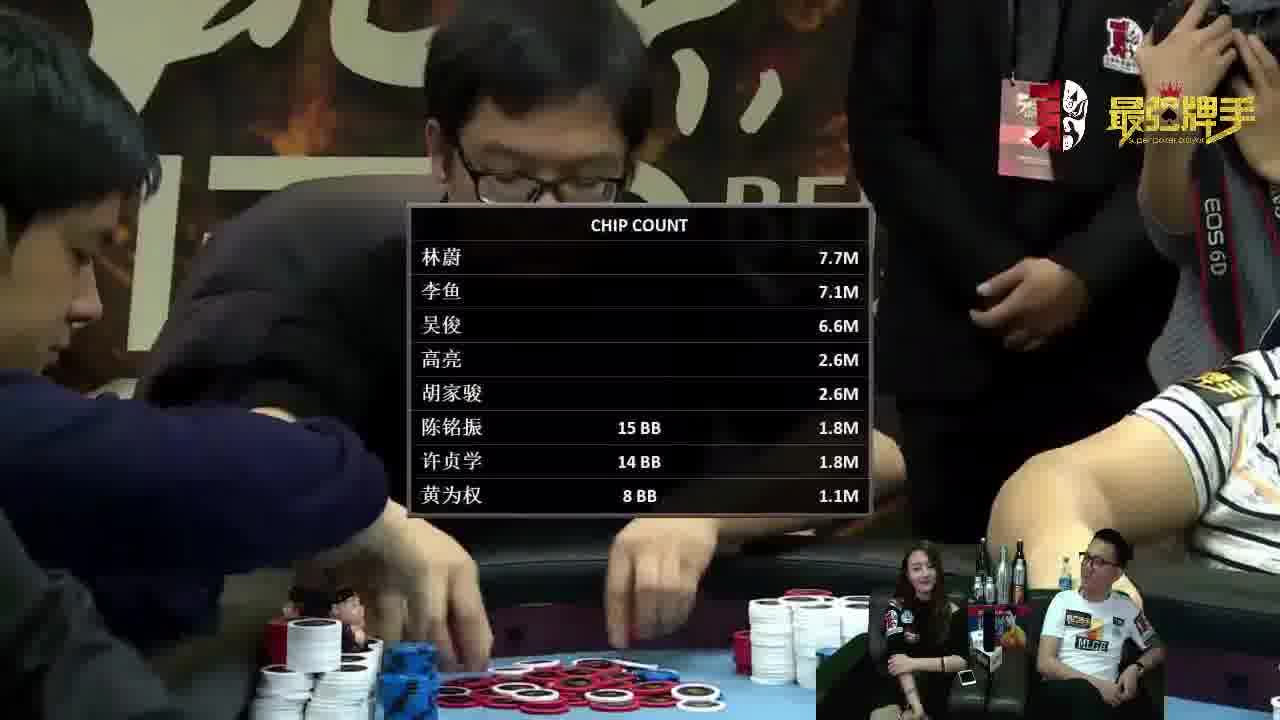 最强牌手
superpokerplayer
EOS 6D
CHIP COUNT
林蔚 7.7M
李鱼 7.1M
吴俊 6.6M
高亮 2.6M
胡家骏 2.6M
陈铭振 15 BB 1.8M
许贞学 14 BB 1.8M
黄为权 8 BB 1.1M
MLGB